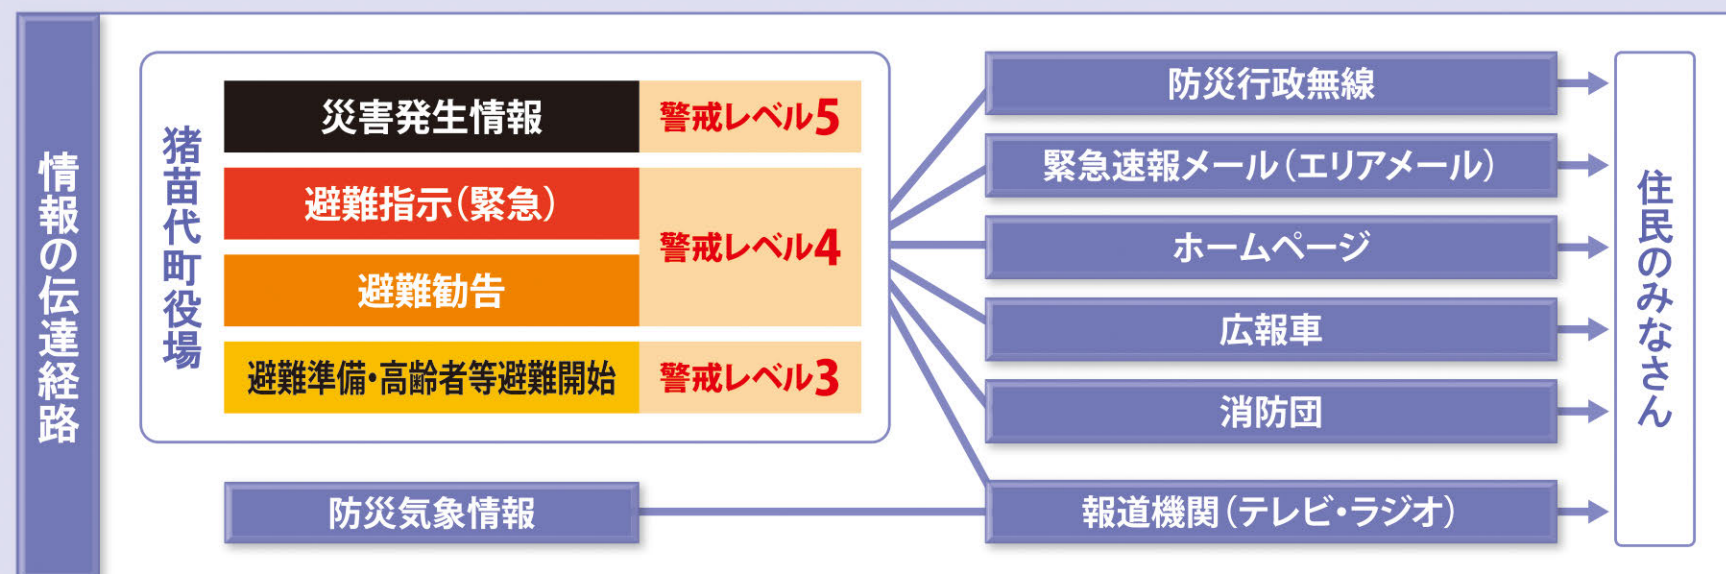 情報の伝達経路
猪苗代町役場
災害発生情報
警戒レベル5
避難指示(緊急)
避難勧告
警戒レベル4
避難準備・高齢者等避難開始
警戒レベル3
防災気象情報
防災行政無線
緊急速報メール(エリアメール)
ホームページ
広報車
消防団
報道機関(テレビ・ラジオ)
住民のみなさん